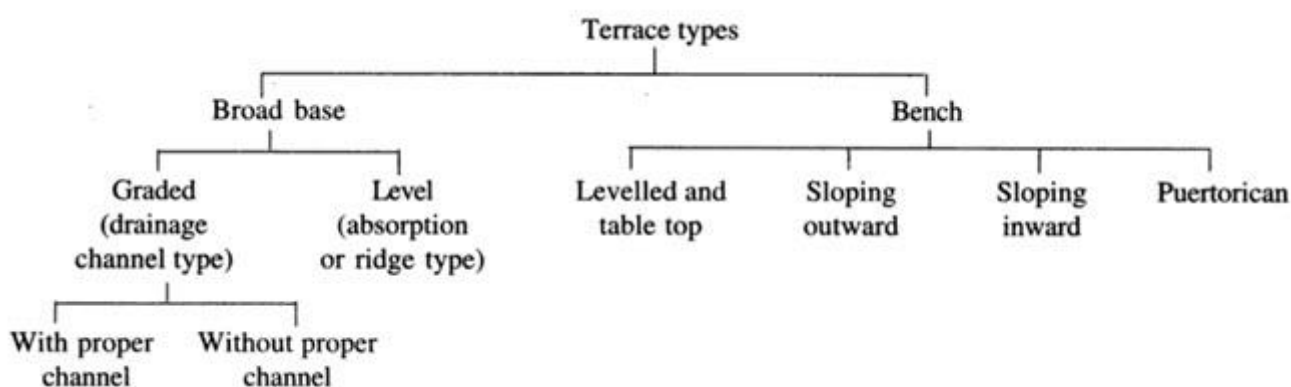 Terrace types
Broad base
Bench
Graded
(drainage
channel type)
Level
(absorption
or ridge type)
Levelled and
table top
Sloping
outward
Sloping
inward
Puertorican
With proper
channel
Without proper
channel